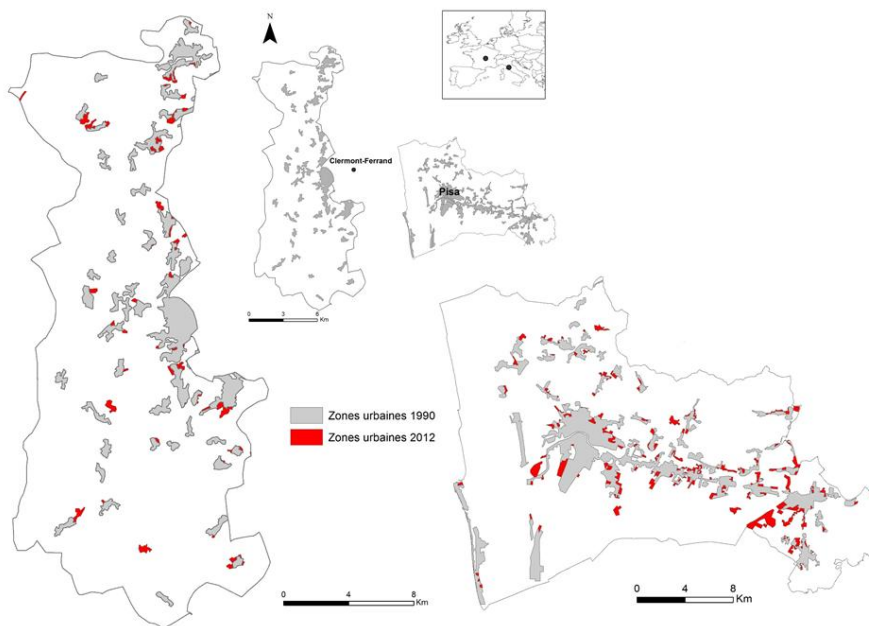 N
Clermont-Ferrand
Pisa
0 3 6
Km
Zones urbaines 1990
Zones urbaines 2012
0 4 8
Km
0 4 8
Km